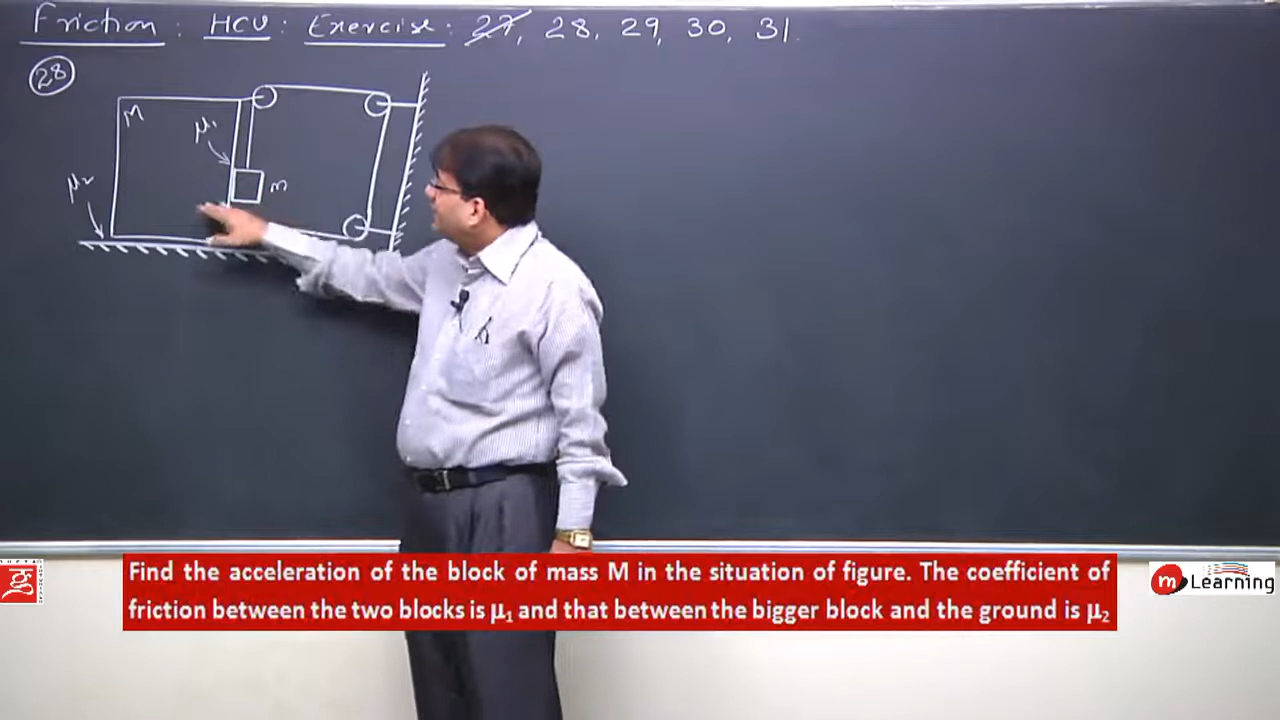 Friction : HCV : Exercise : 27, 28, 29, 30, 31.
28
M
μ1
μ2
m
Find the acceleration of the block of mass M in the situation of figure. The coefficient of
friction between the two blocks is μ₁ and that between the bigger block and the ground is μ₂
m Learning